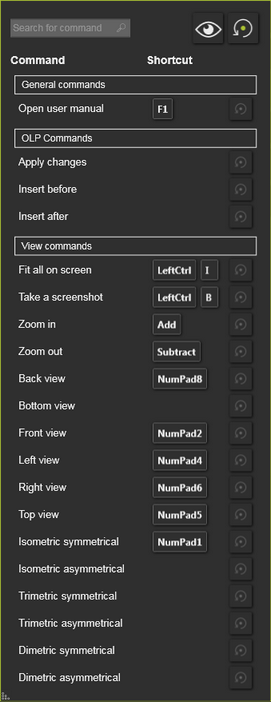 Search for command
Command Shortcut
General commands
Open user manual F1
OLP Commands
Apply changes
Insert before
Insert after
View commands
Fit all on screen LeftCtrl I
Take a screenshot LeftCtrl B
Zoom in Add
Zoom out Subtract
Back view NumPad8
Bottom view
Front view NumPad2
Left view NumPad4
Right view NumPad6
Top view NumPad5
Isometric symmetrical NumPad1
Isometric asymmetrical
Trimetric symmetrical
Trimetric asymmetrical
Dimetric symmetrical
Dimetric asymmetrical